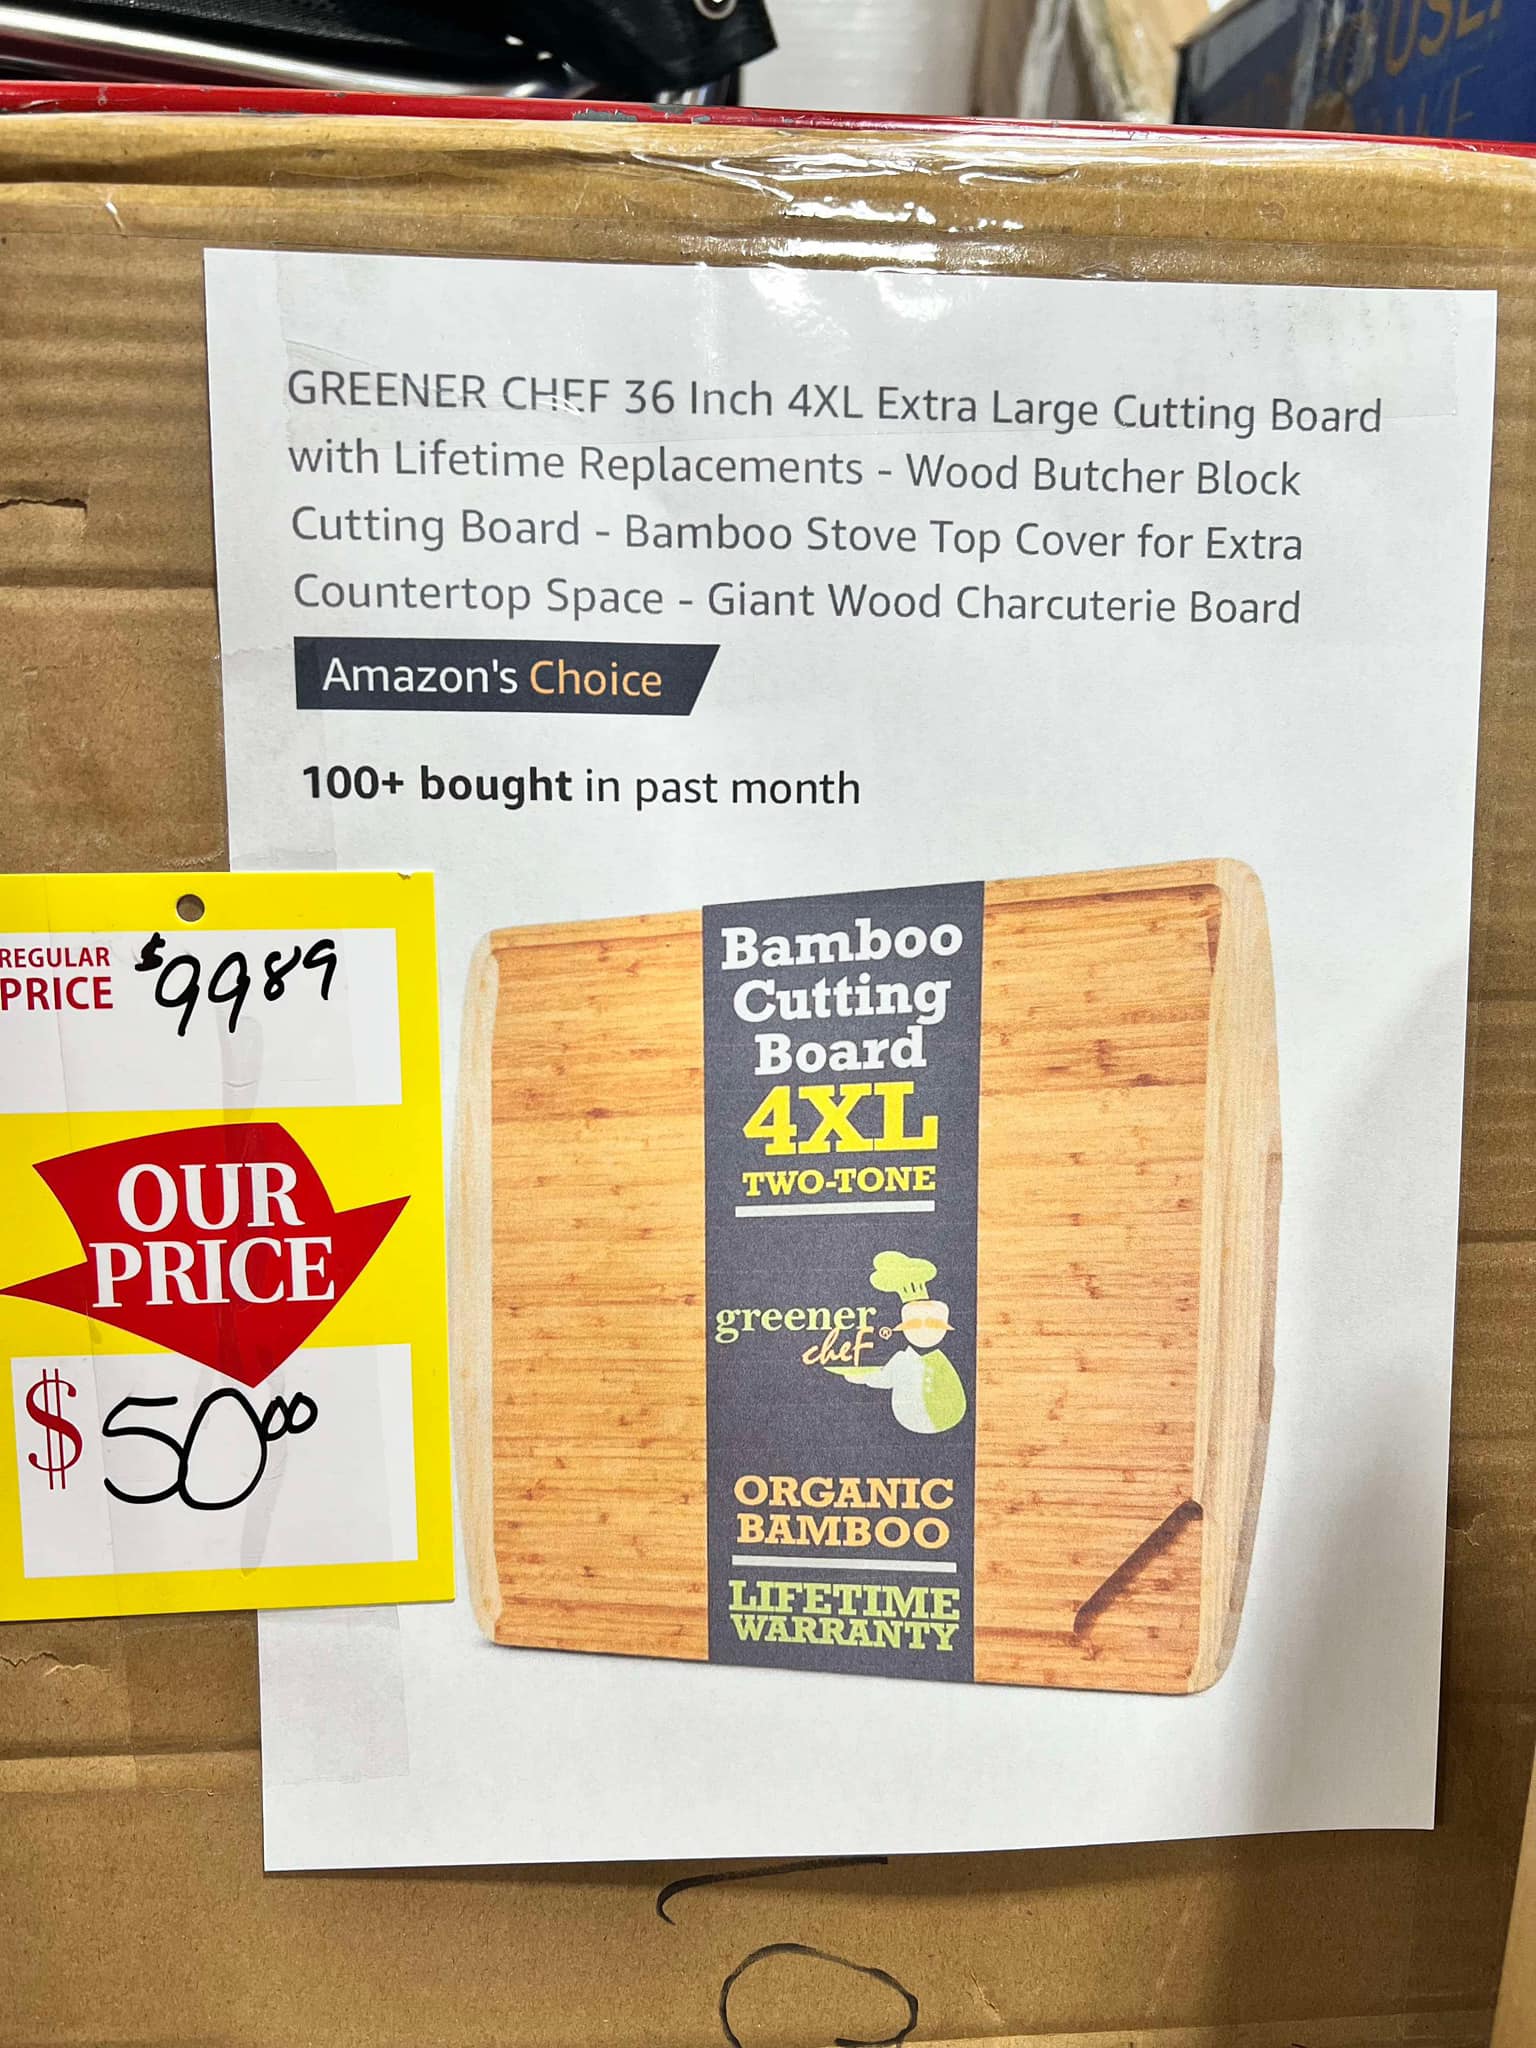 GREENER CHEF 36 Inch 4XL Extra Large Cutting Board
with Lifetime Replacements - Wood Butcher Block
Cutting Board - Bamboo Stove Top Cover for Extra
Countertop Space - Giant Wood Charcuterie Board
Amazon's Choice
100+ bought in past month
REGULAR
PRICE $9989
OUR
PRICE
$5000
Bamboo
Cutting
Board
4XL
TWO-TONE
greener
chef®
ORGANIC
BAMBOO
LIFETIME
WARRANTY